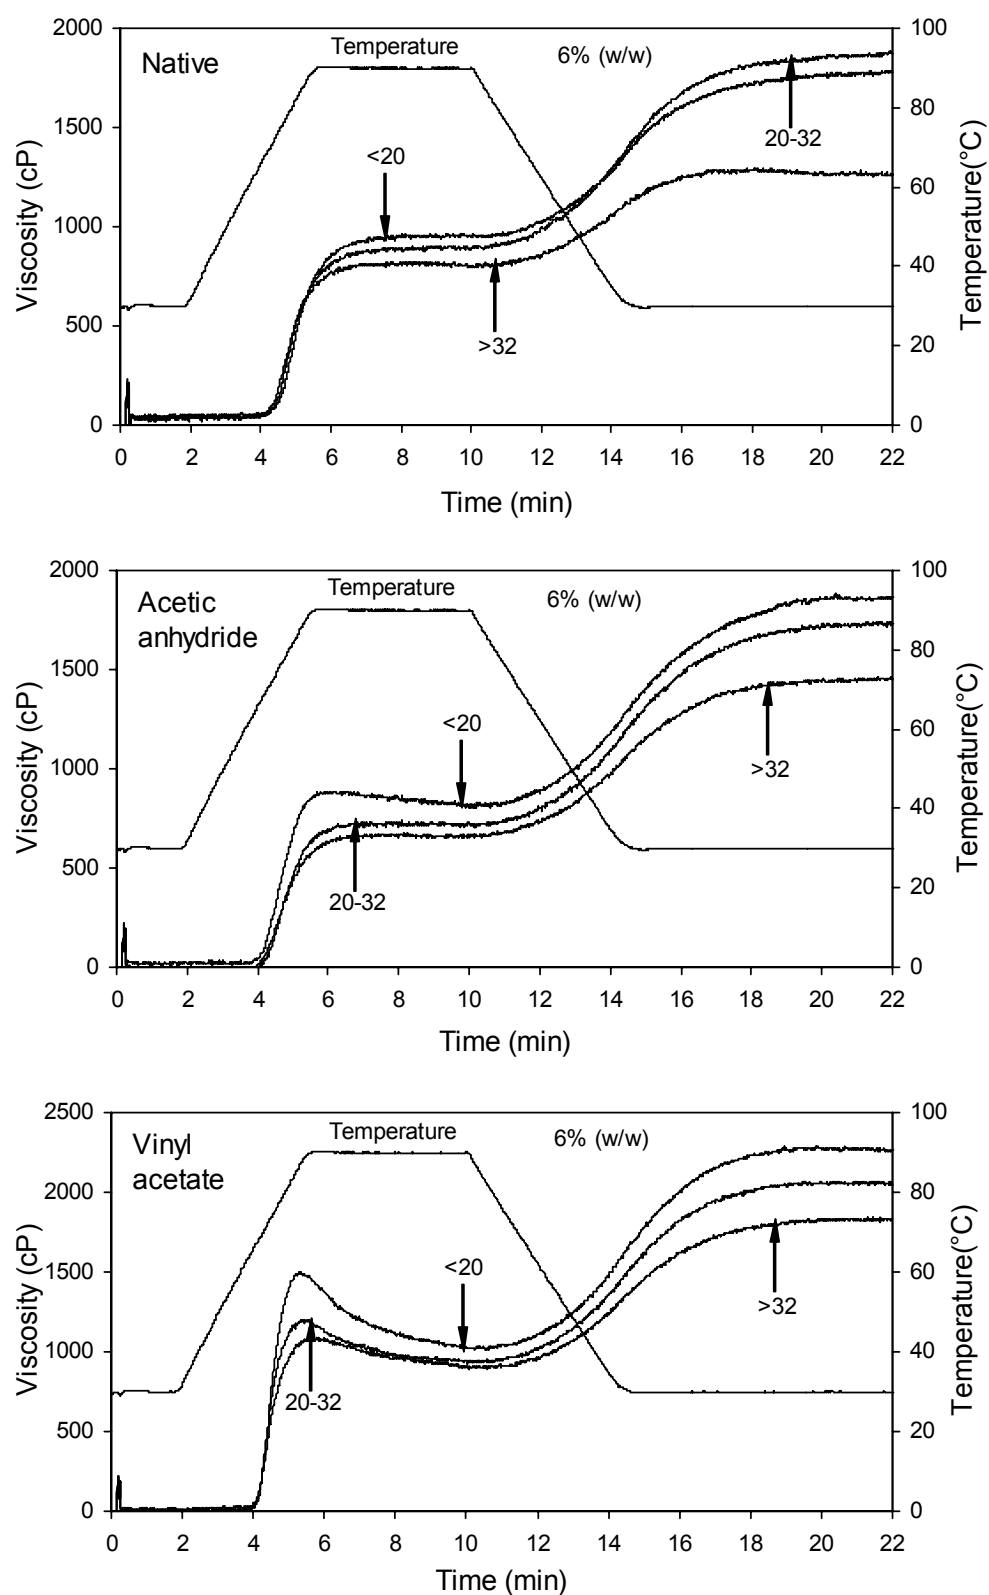 2000
100
Native
Temperature
6% (w/w)
80
1500
<20
20-32
60
1000
40
>32
500
20
0
0
0 2 4 6 8 10 12 14 16 18 20 22
Viscosity (cP)
Temperature(°C)
Time (min)
2000
100
Acetic
anhydride
Temperature
6% (w/w)
80
1500
<20
60
1000
>32
40
500
20-32
20
0
0
0 2 4 6 8 10 12 14 16 18 20 22
Viscosity (cP)
Temperature(°C)
Time (min)
2500
100
Vinyl
acetate
Temperature
6% (w/w)
2000
80
1500
<20
60
>32
1000
40
20-32
500
20
0
0
0 2 4 6 8 10 12 14 16 18 20 22
Viscosity (cP)
Temperature(°C)
Time (min)